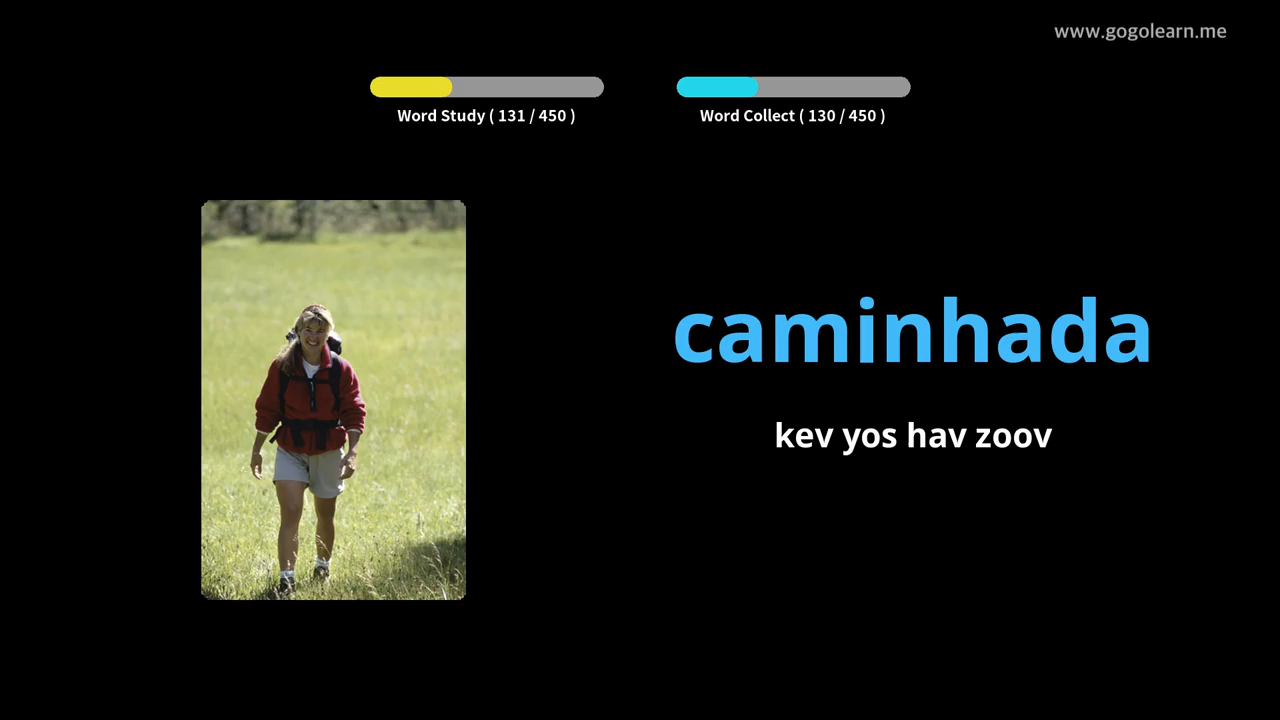 www.gogolearn.me
Word Study ( 131 / 450 )
Word Collect ( 130 / 450 )
caminhada
kev yos hav zoov